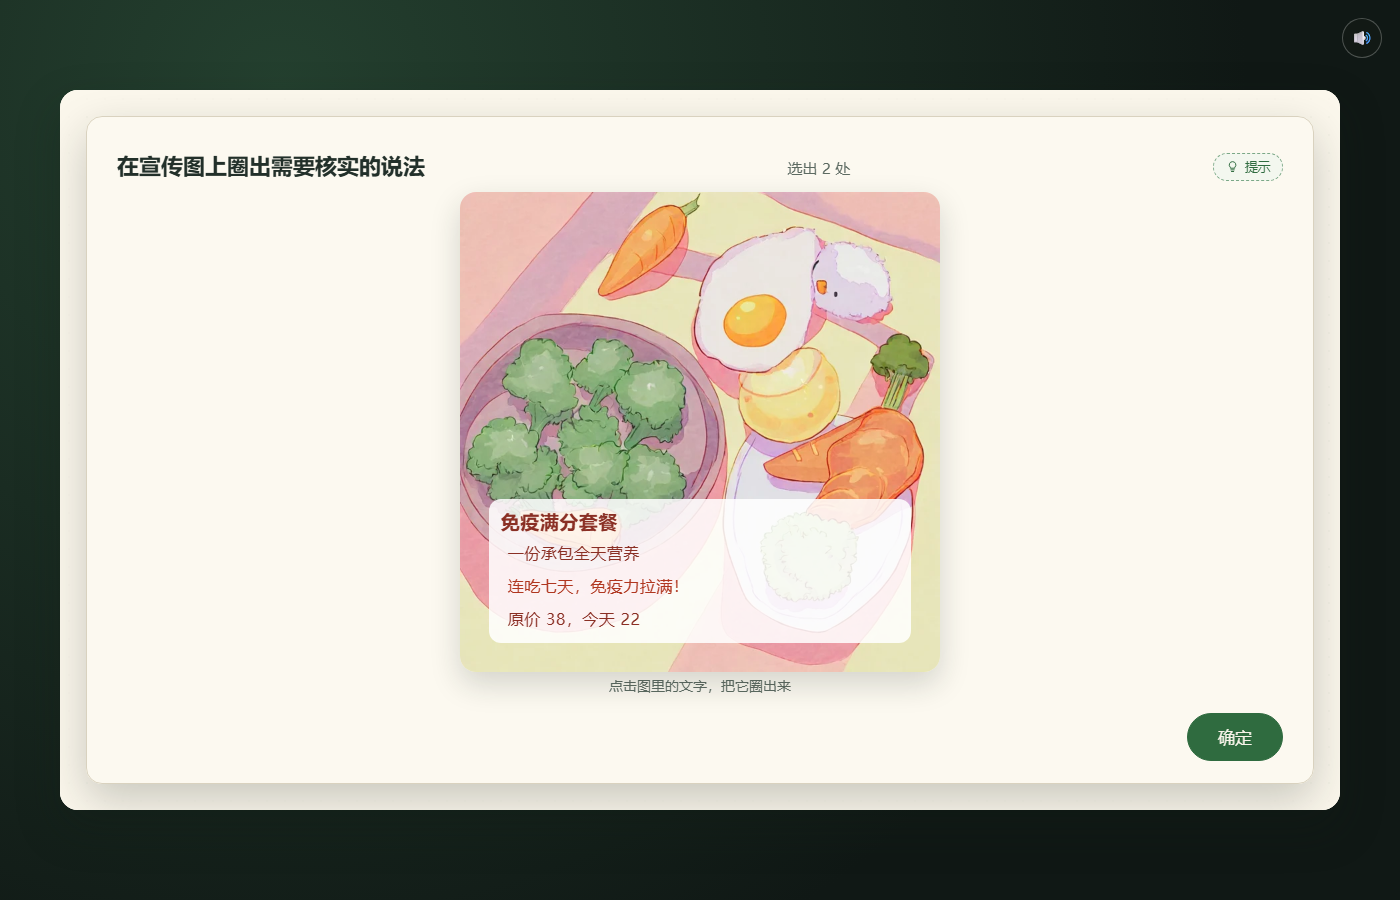 在宣传图上圈出需要核实的说法
选出 2 处
提示
免疫满分套餐
一份承包全天营养
连吃七天，免疫力拉满！
原价 38，今天 22
点击图里的文字，把它圈出来
确定